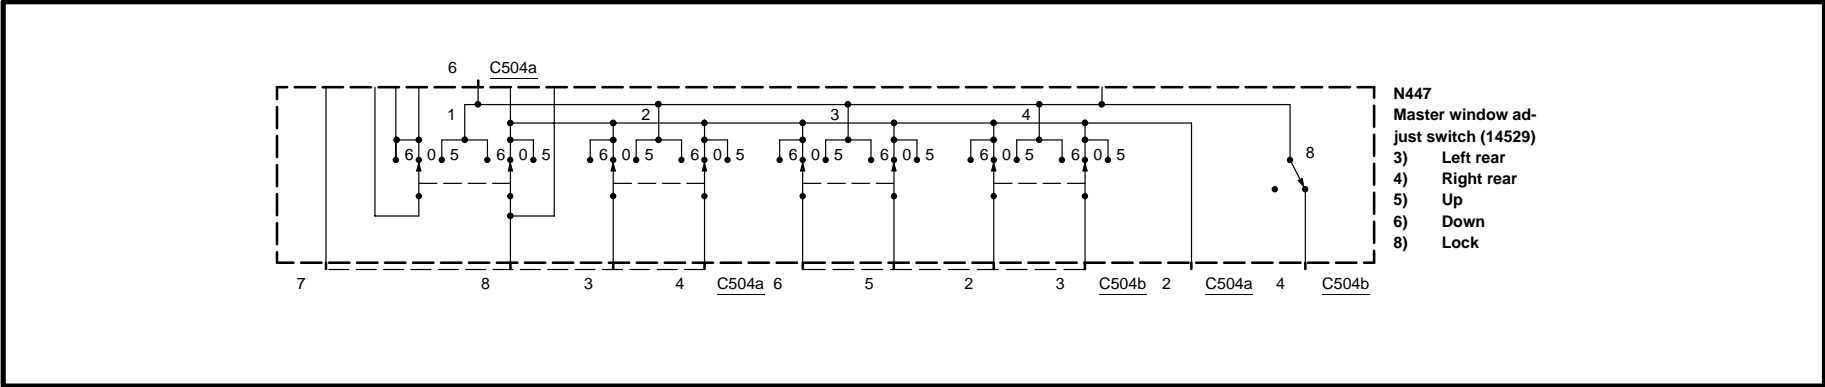 6 C504a
N447
Master window ad-
just switch (14529)
3) Left rear
4) Right rear
5) Up
6) Down
8) Lock
1 2 3 4
6 0 5 6 0 5 6 0 5 6 0 5 6 0 5 6 0 5 6 0 5 6 0 5 8
7 8 3 4 C504a 6 5 2 3 C504b 2 C504a 4 C504b